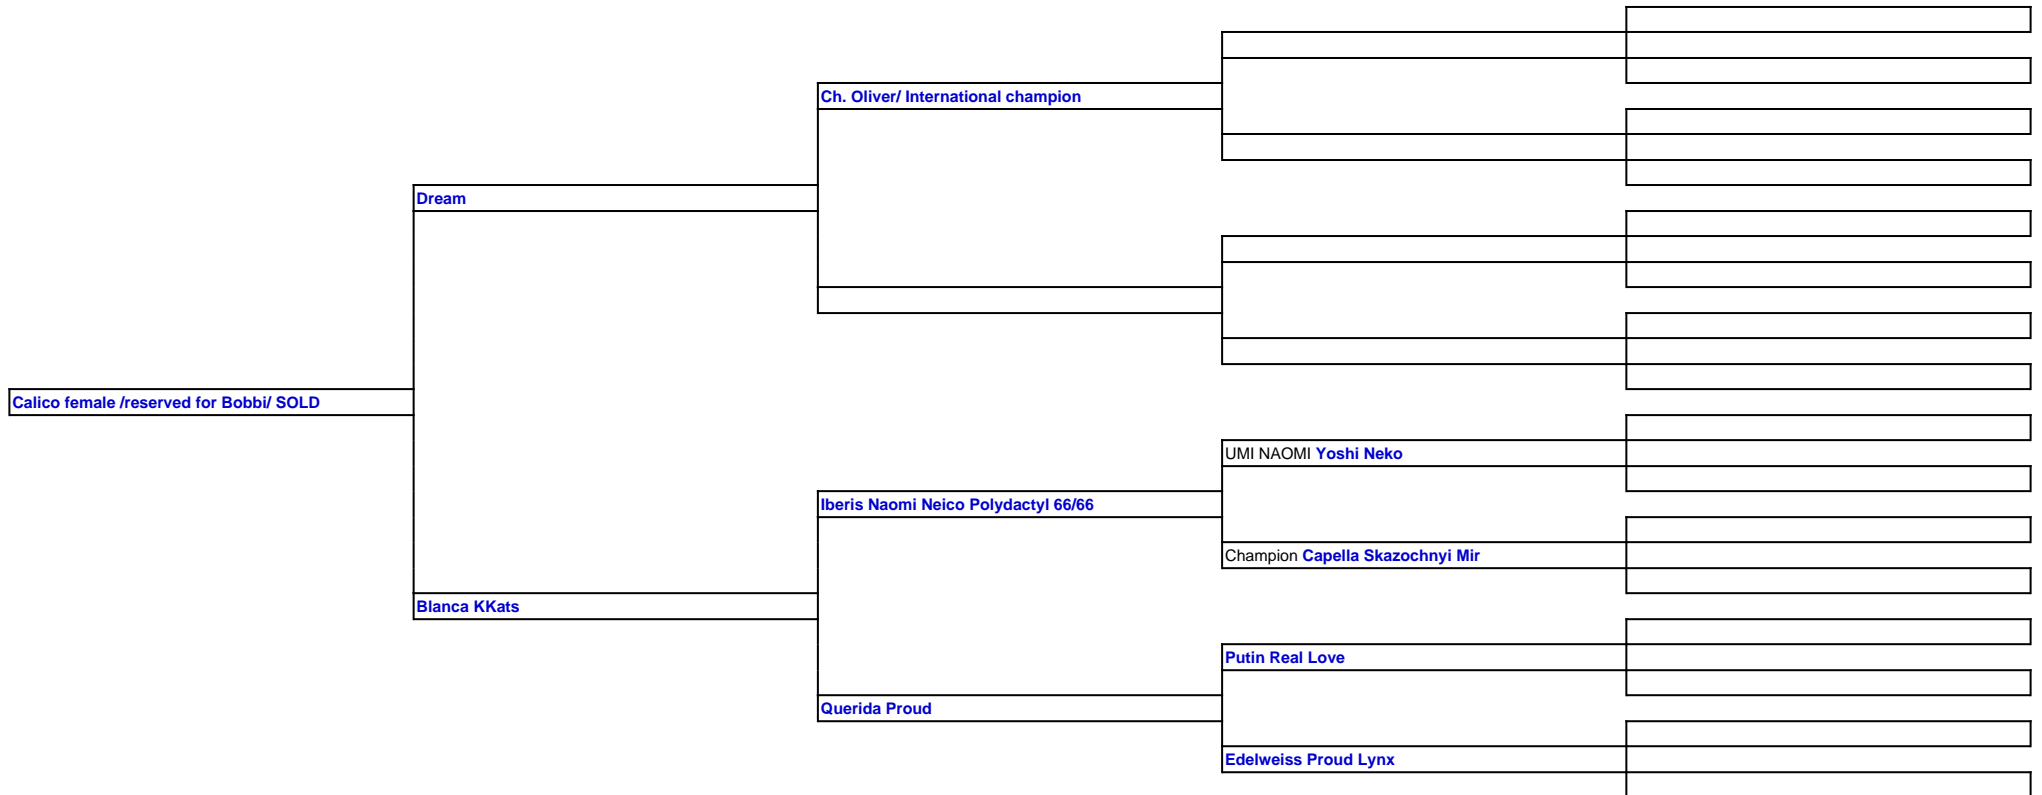 Ch. Oliver/ International champion
Dream
Calico female /reserved for Bobbi/ SOLD
UMI NAOMI Yoshi Neko
Iberis Naomi Neico Polydactyl 66/66
Champion Capella Skazochnyi Mir
Blanca KKats
Putin Real Love
Querida Proud
Edelweiss Proud Lynx